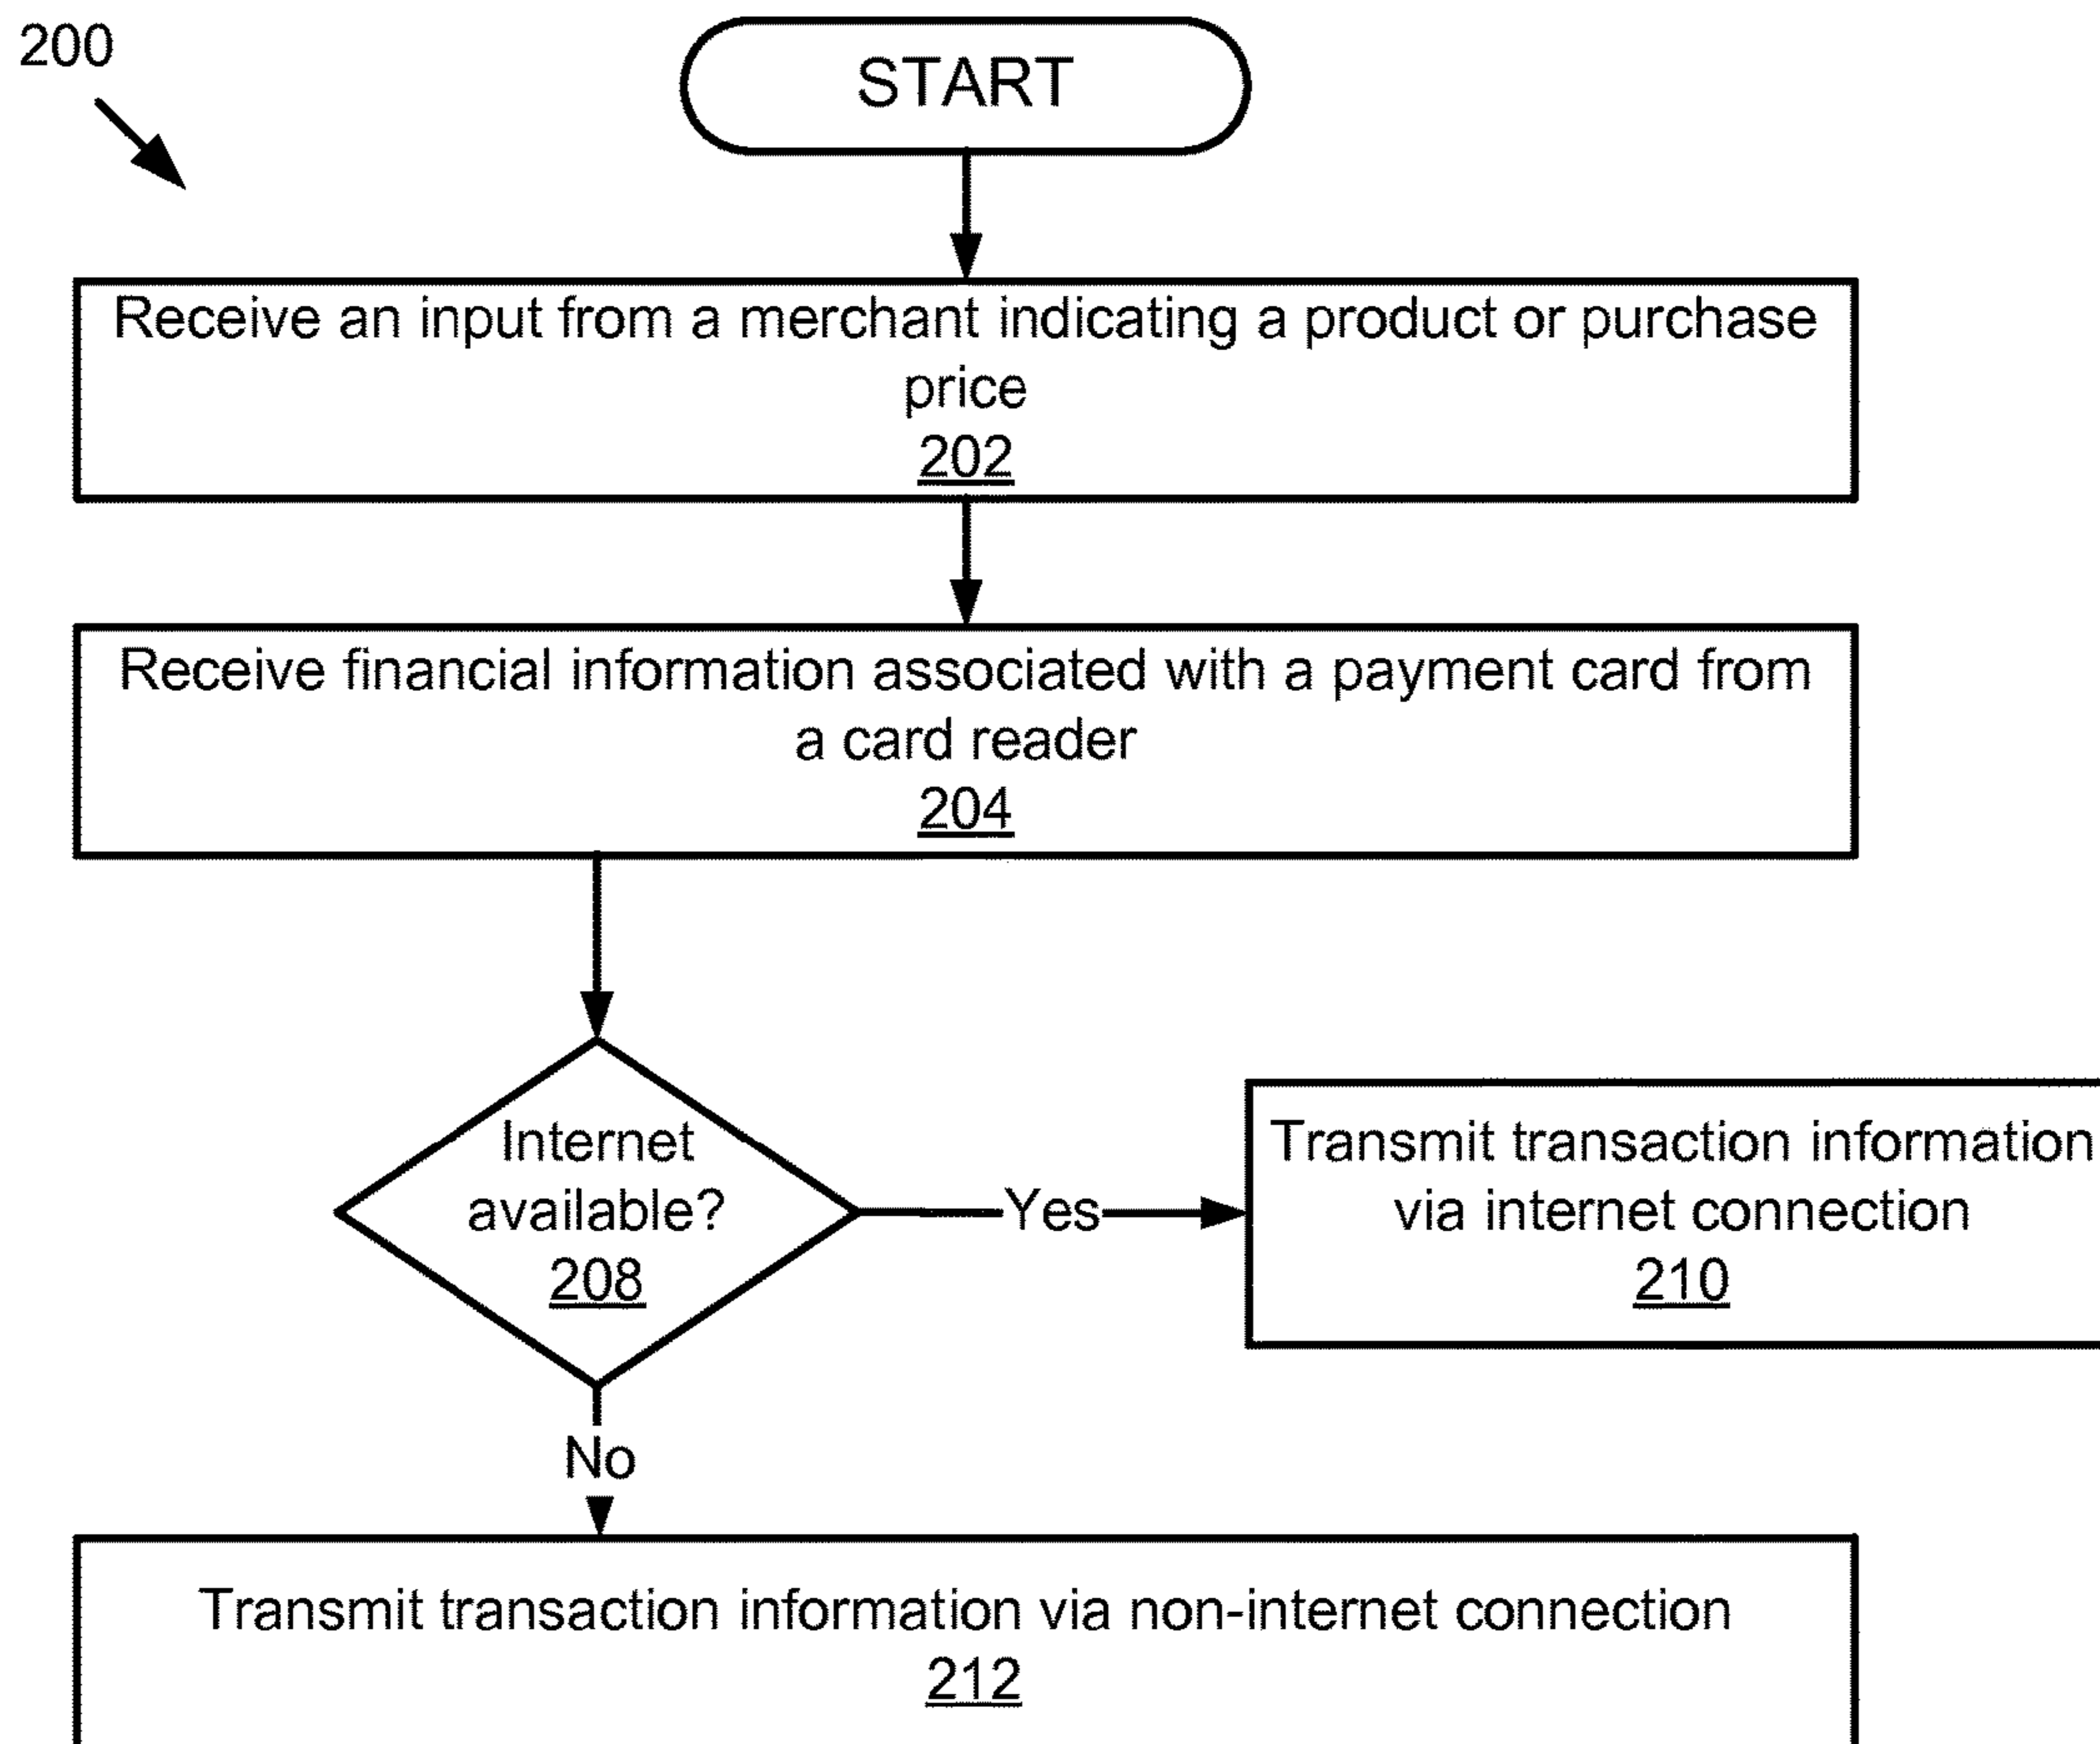 200
START
Receive an input from a merchant indicating a product or purchase
price
202
Receive financial information associated with a payment card from
a card reader
204
Internet
available?
208
Yes
Transmit transaction information
via internet connection
210
No
Transmit transaction information via non-internet connection
212